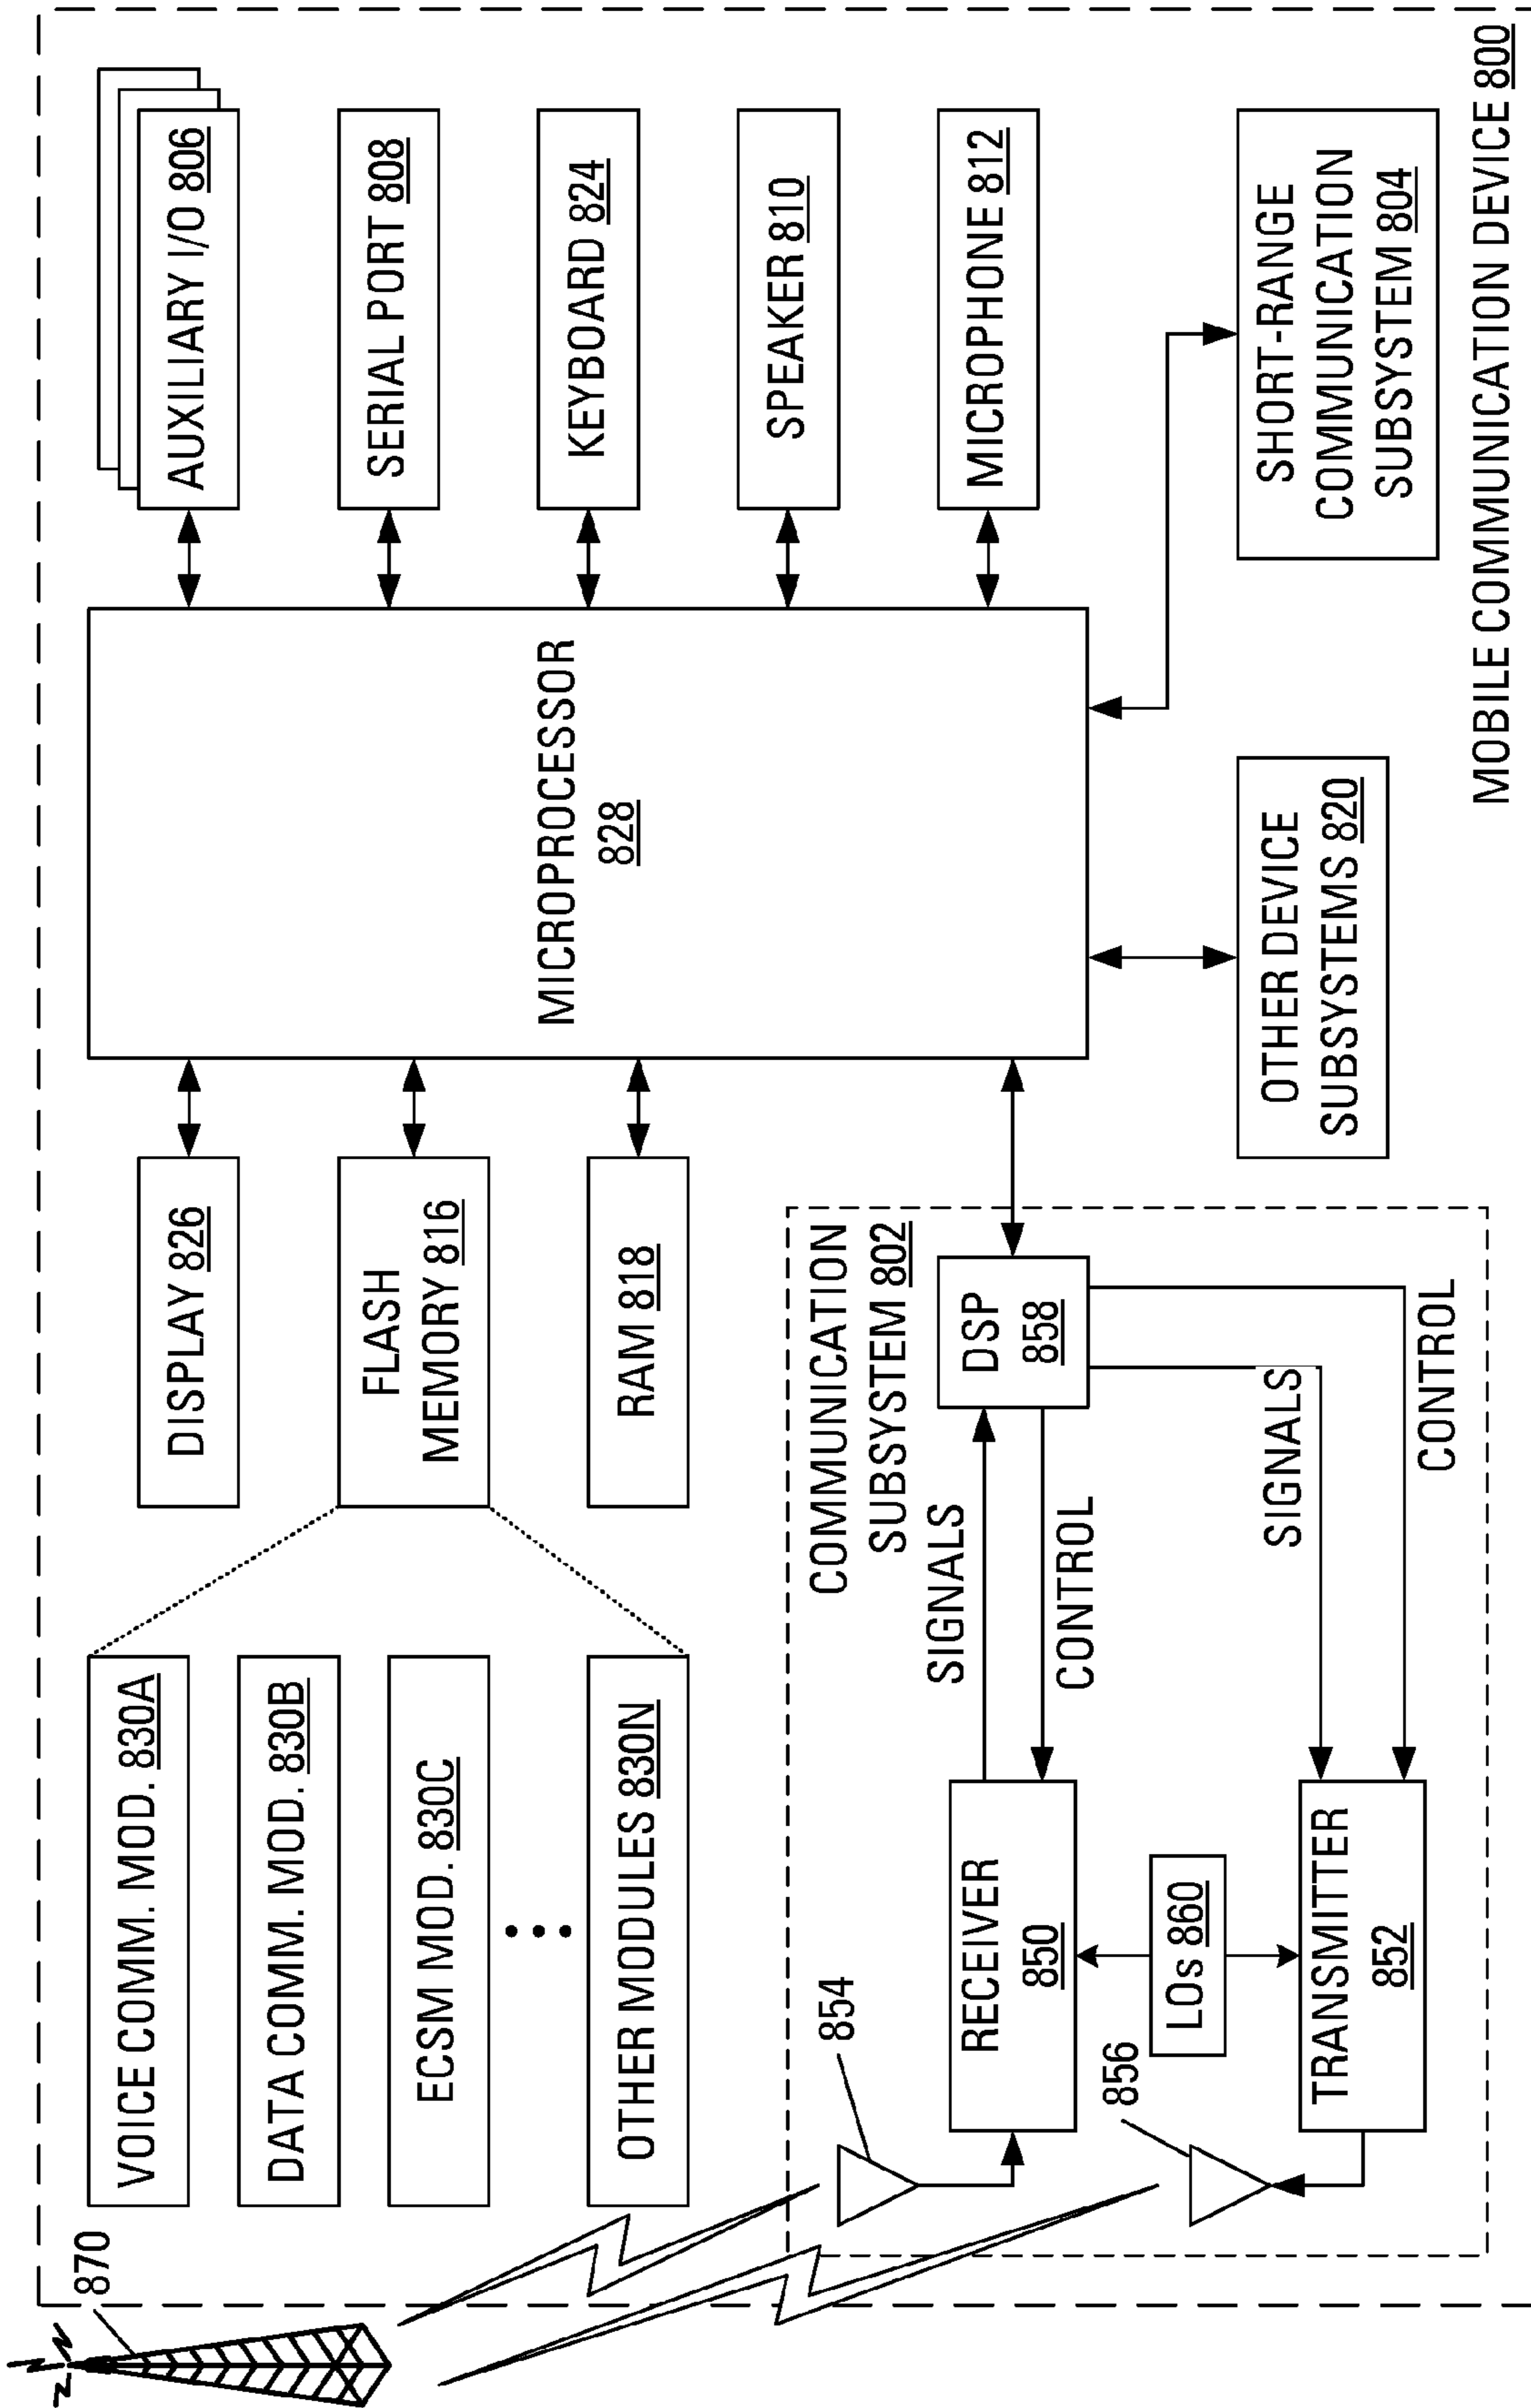 870
VOICE COMM. MOD. 830A
DATA COMM. MOD. 830B
ECSM MOD. 830C
OTHER MODULES 830N
DISPLAY 826
FLASH
MEMORY 816
RAM 818
MICROPROCESSOR
828
AUXILIARY I/O 806
SERIAL PORT 808
KEYBOARD 824
SPEAKER 810
MICROPHONE 812
COMMUNICATION
SUBSYSTEM 802
854
RECEIVER
850
SIGNALS
CONTROL
DSP
858
856
LOs 860
TRANSMITTER
852
SIGNALS
CONTROL
OTHER DEVICE
SUBSYSTEMS 820
SHORT-RANGE
COMMUNICATION
SUBSYSTEM 804
MOBILE COMMUNICATION DEVICE 800